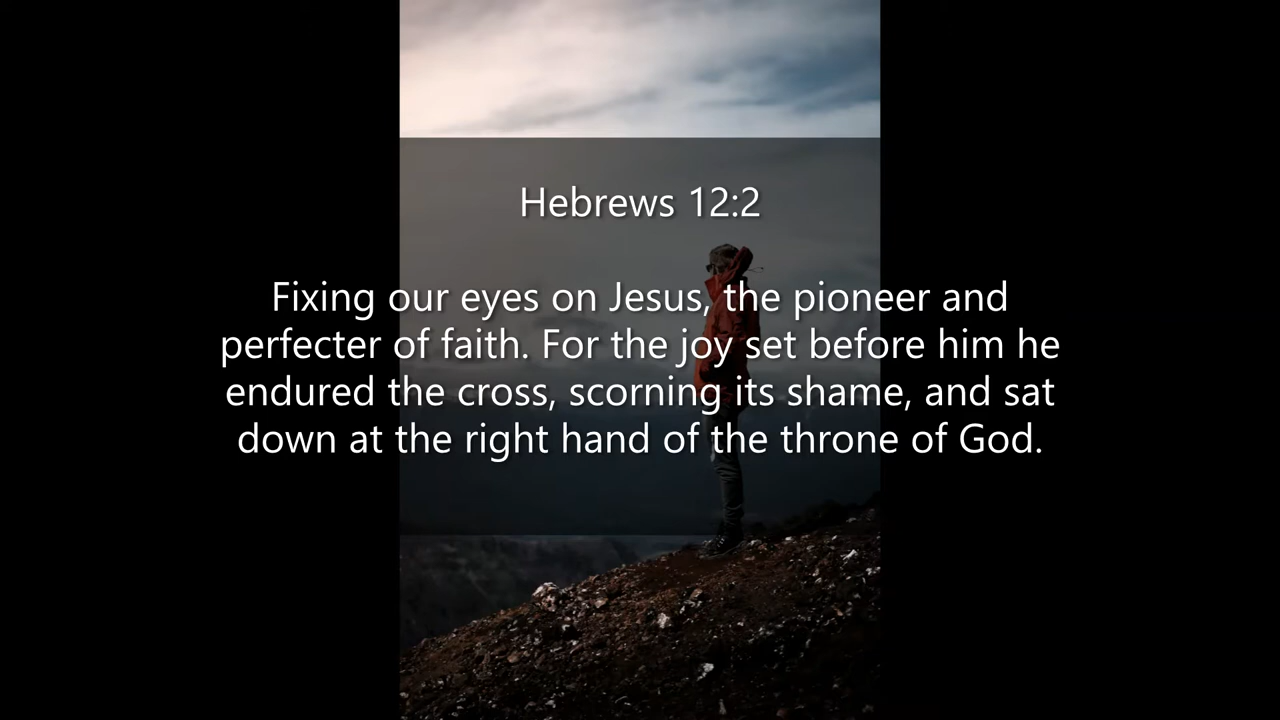 Hebrews 12:2
Fixing our eyes on Jesus, the pioneer and
perfecter of faith. For the joy set before him he
endured the cross, scorning its shame, and sat
down at the right hand of the throne of God.